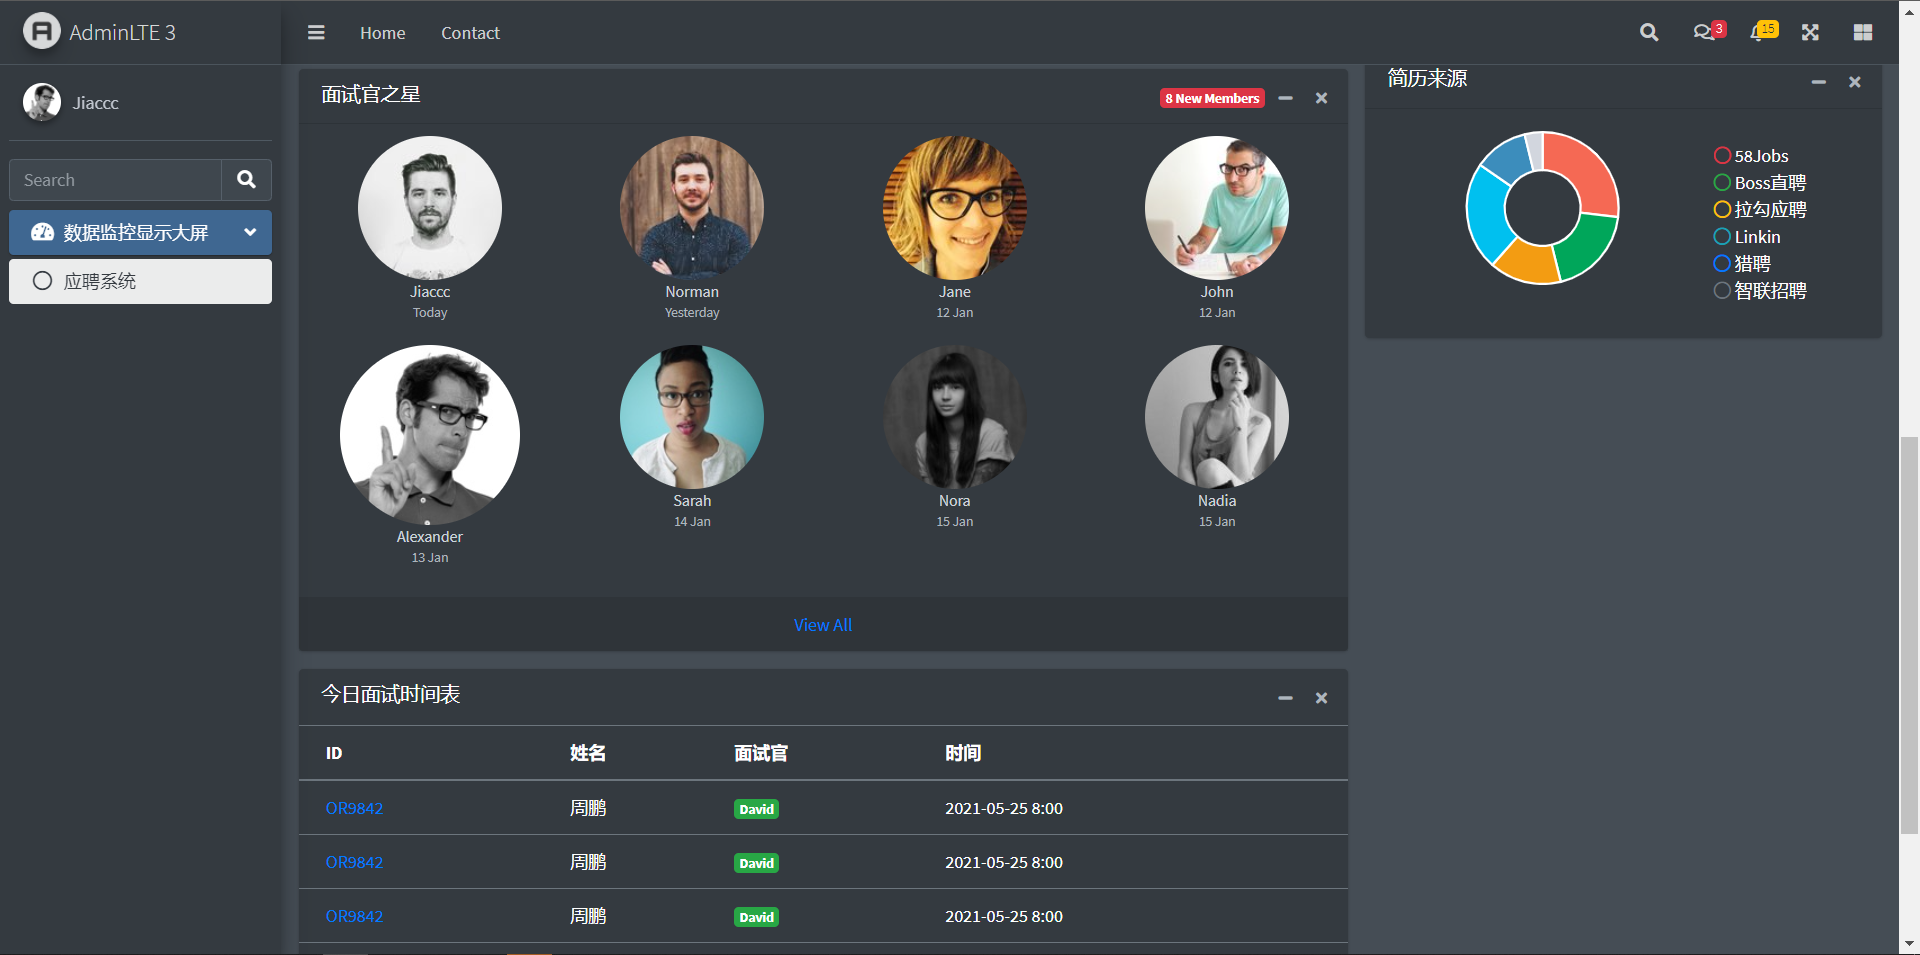 AdminLTE 3
Home
Contact
3
15
Jiaccc
Search
数据监控显示大屏
应聘系统
面试官之星
8 New Members
Jiaccc
Today
Norman
Yesterday
Jane
12 Jan
John
12 Jan
Alexander
13 Jan
Sarah
14 Jan
Nora
15 Jan
Nadia
15 Jan
View All
简历来源
58Jobs
Boss直聘
拉勾应聘
Linkin
猎聘
智联招聘
今日面试时间表
ID 姓名 面试官 时间
OR9842 周鹏 David 2021-05-25 8:00
OR9842 周鹏 David 2021-05-25 8:00
OR9842 周鹏 David 2021-05-25 8:00